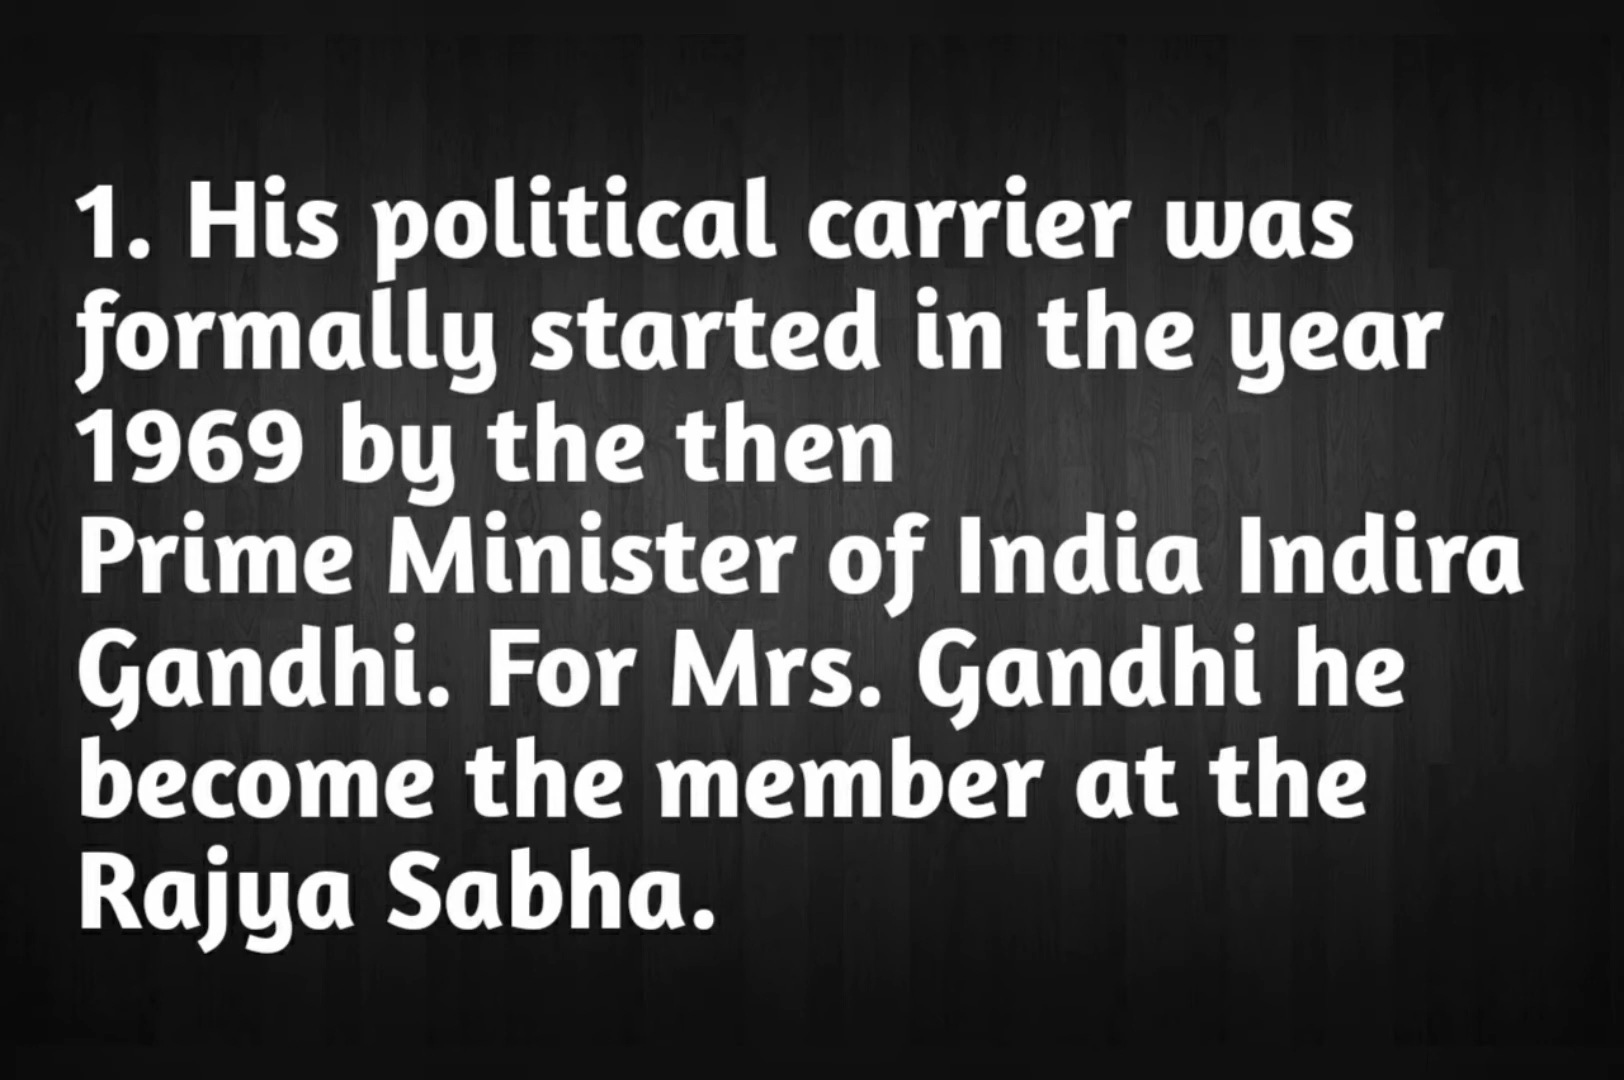 1. His political carrier was
formally started in the year
1969 by the then
Prime Minister of India Indira
Gandhi. For Mrs. Gandhi he
become the member at the
Rajya Sabha.